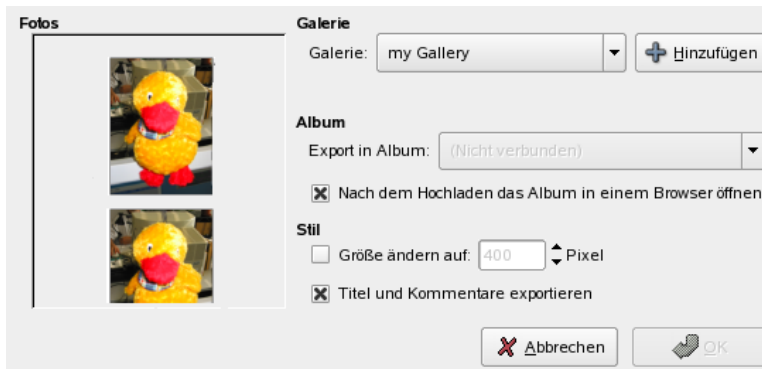 Fotos
Galerie
Galerie: my Gallery Hinzufügen
Album
Export in Album: (Nicht verbunden)
Nach dem Hochladen das Album in einem Browser öffnen
Stil
Größe ändern auf: 400 Pixel
Titel und Kommentare exportieren
Abbrechen OK